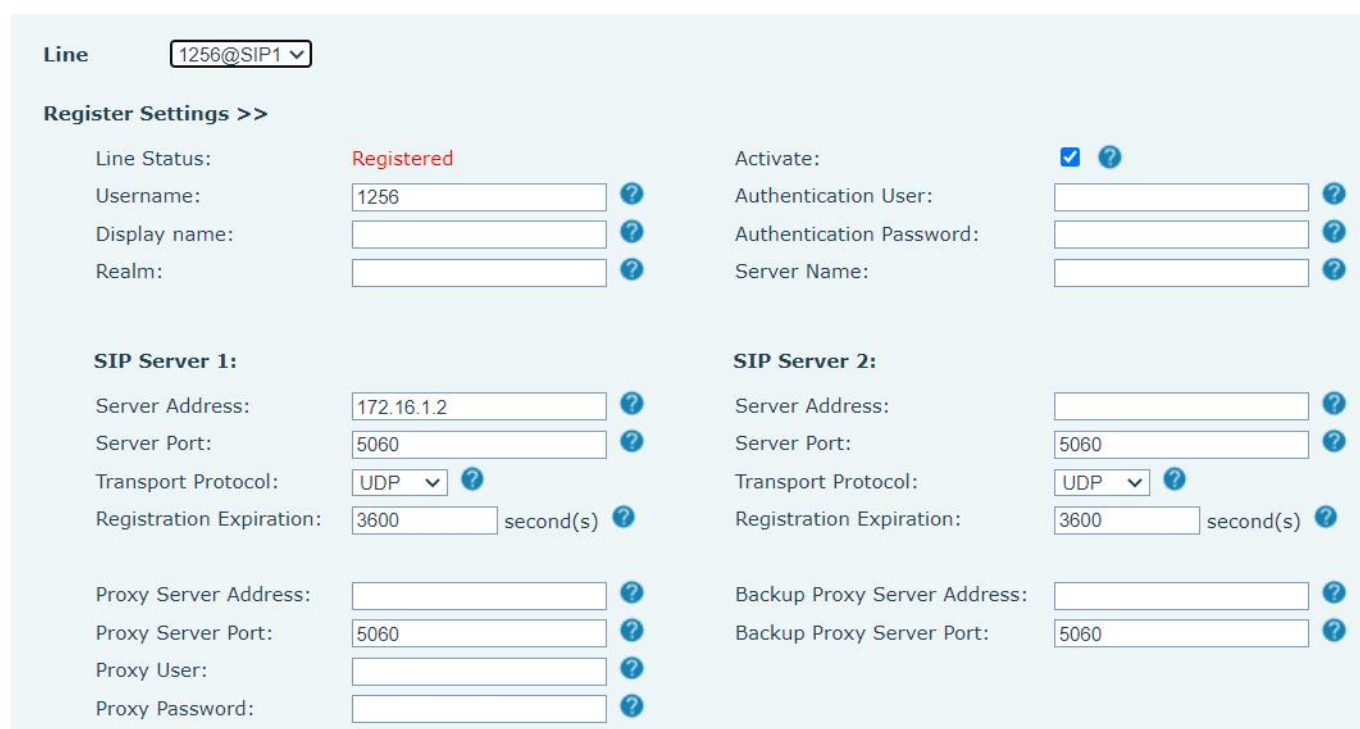 Line 1256@SIP1
Register Settings >>
Line Status: Registered Activate:
Username: 1256 Authentication User:
Display name: Authentication Password:
Realm: Server Name:
SIP Server 1: SIP Server 2:
Server Address: 172.16.1.2 Server Address:
Server Port: 5060 Server Port: 5060
Transport Protocol: UDP Transport Protocol: UDP
Registration Expiration: 3600 second(s) Registration Expiration: 3600 second(s)
Proxy Server Address: Backup Proxy Server Address:
Proxy Server Port: 5060 Backup Proxy Server Port: 5060
Proxy User:
Proxy Password: